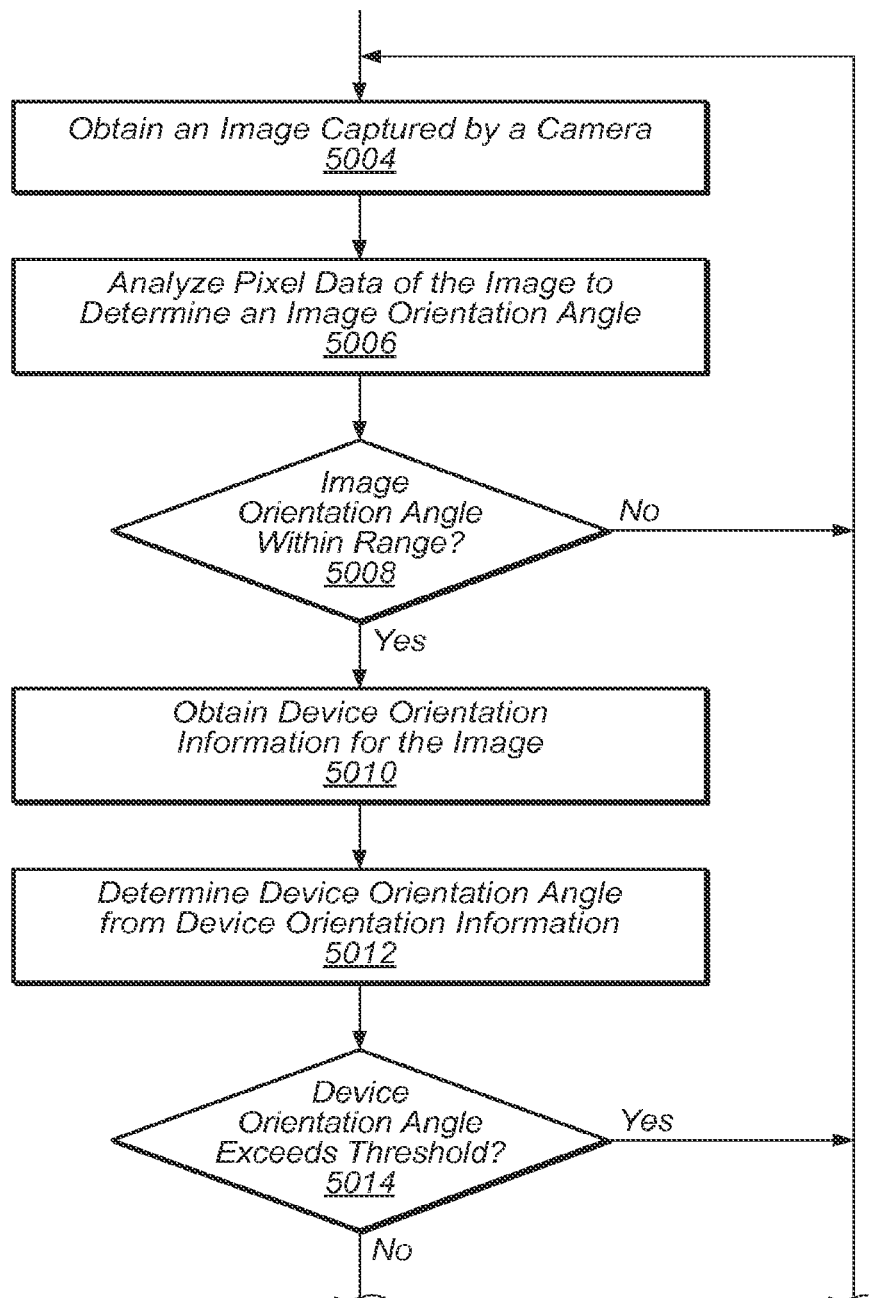 Obtain an Image Captured by a Camera
5004
Analyze Pixel Data of the Image to
Determine an Image Orientation Angle
5006
Image
Orientation Angle
Within Range?
5008
No
Yes
Obtain Device Orientation
Information for the Image
5010
Determine Device Orientation Angle
from Device Orientation Information
5012
Device
Orientation Angle
Exceeds Threshold?
5014
Yes
No